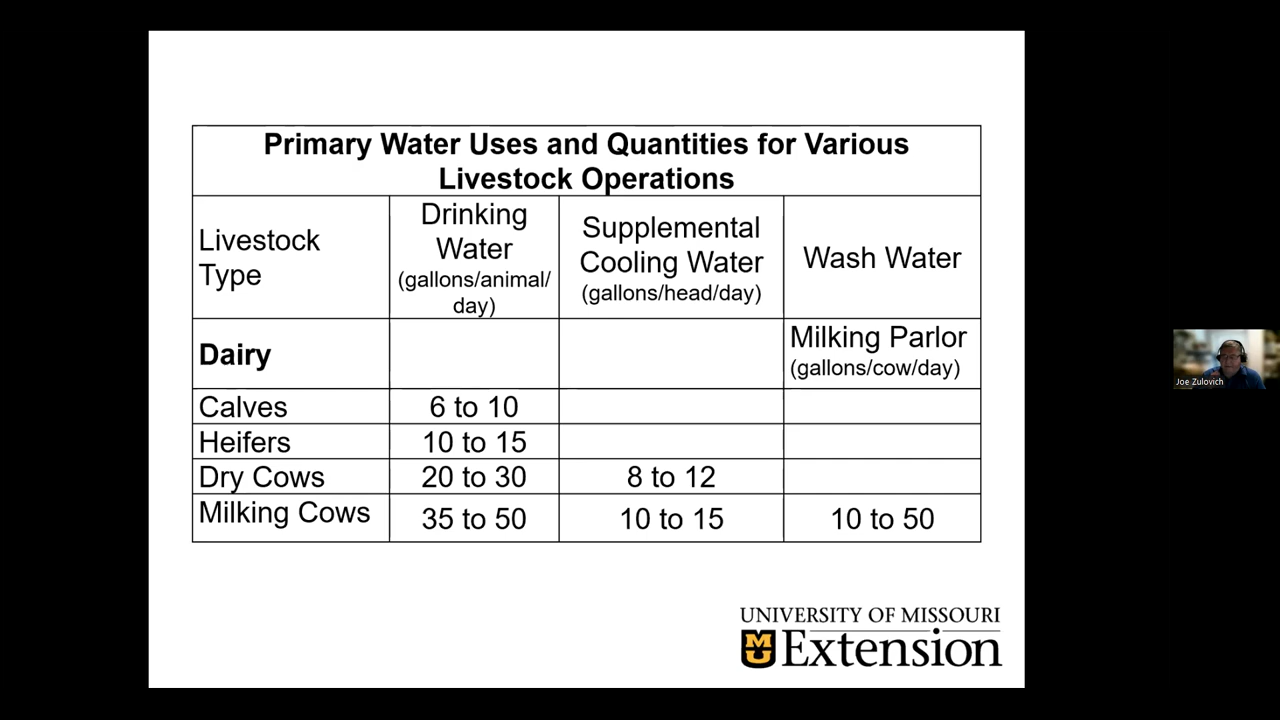 Primary Water Uses and Quantities for Various
Livestock Operations
Livestock
Type
Drinking
Water
(gallons/animal/
day)
Supplemental
Cooling Water
(gallons/head/day)
Wash Water
Dairy
Milking Parlor
(gallons/cow/day)
Calves 6 to 10
Heifers 10 to 15
Dry Cows 20 to 30 8 to 12
Milking Cows 35 to 50 10 to 15 10 to 50
UNIVERSITY OF MISSOURI
MU Extension
Joe Zulovich